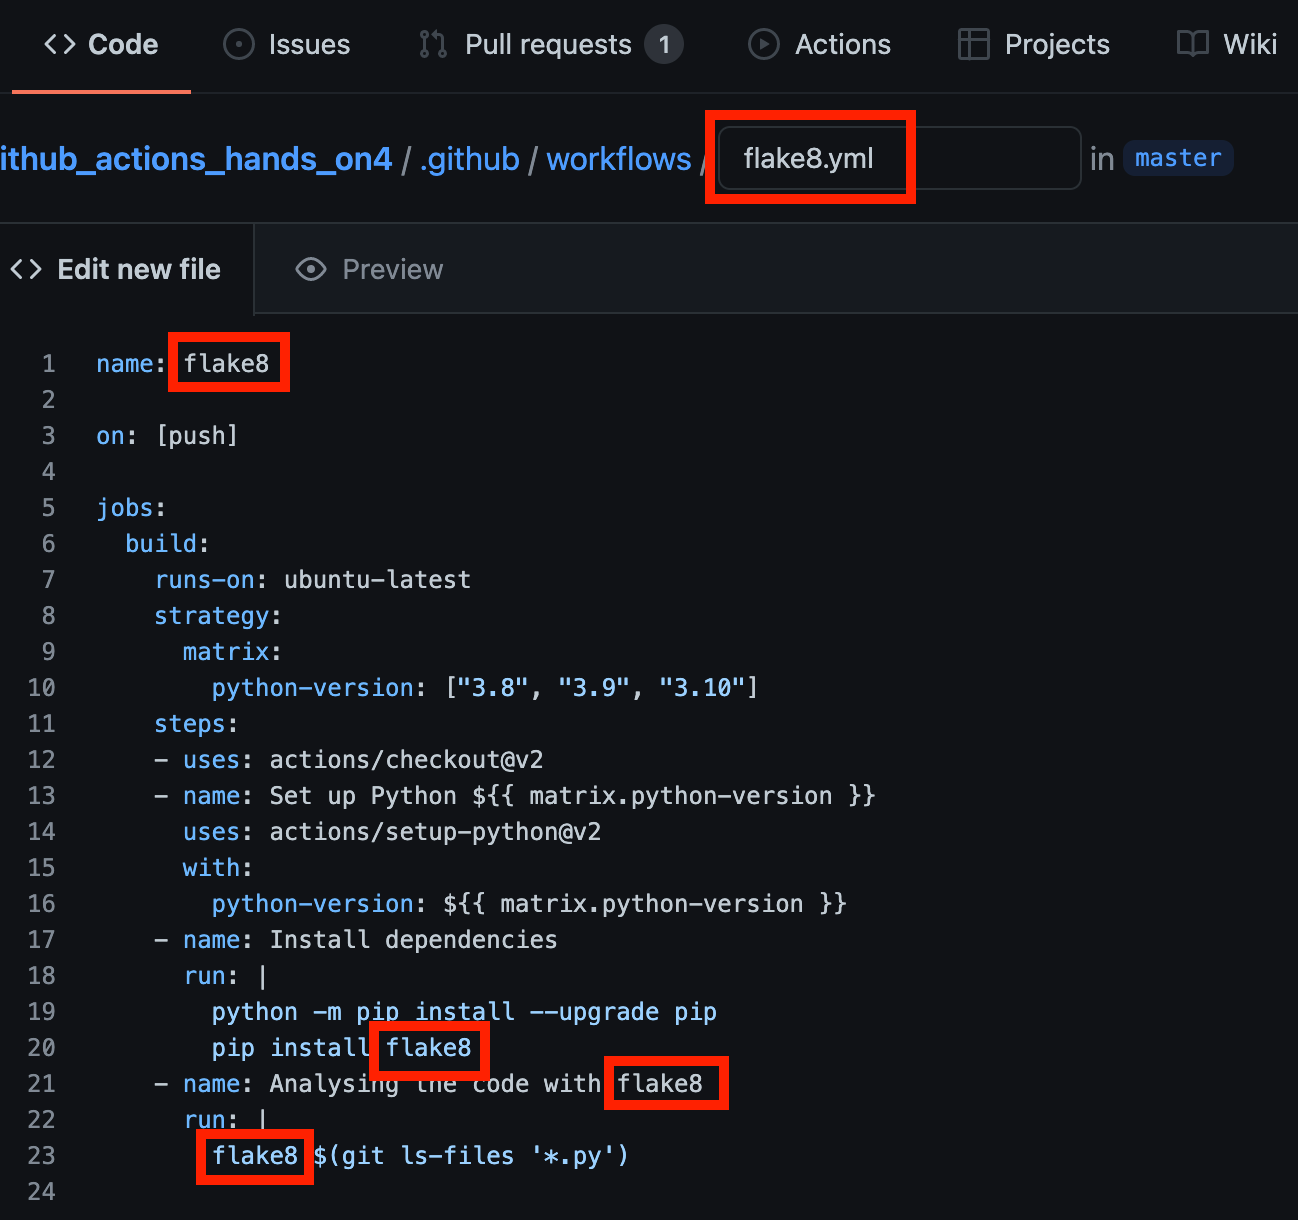 Code Issues Pull requests 1 Actions Projects Wiki
ithub_actions_hands_on4 / .github / workflows / flake8.yml in master
Edit new file Preview
1 name: flake8
2
3 on: [push]
4
5 jobs:
6 build:
7 runs-on: ubuntu-latest
8 strategy:
9 matrix:
10 python-version: ["3.8", "3.9", "3.10"]
11 steps:
12 - uses: actions/checkout@v2
13 - name: Set up Python ${{ matrix.python-version }}
14 uses: actions/setup-python@v2
15 with:
16 python-version: ${{ matrix.python-version }}
17 - name: Install dependencies
18 run: |
19 python -m pip install --upgrade pip
20 pip install flake8
21 - name: Analysing the code with flake8
22 run: |
23 flake8 $(git ls-files '*.py')
24